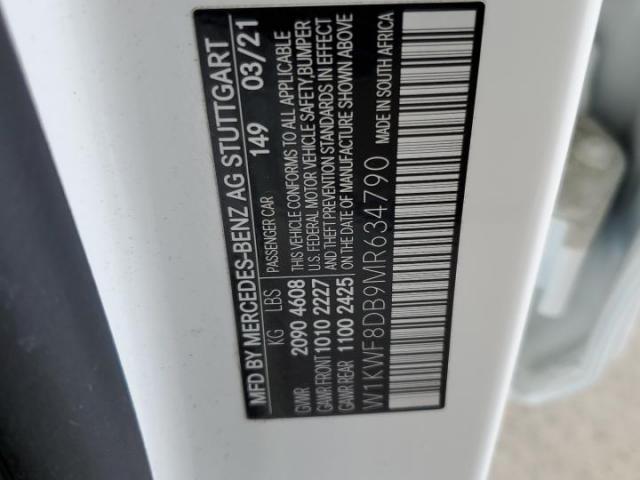 MFD BY MERCEDES-BENZ AG STUTTGART
149 03/21
KG LBS PASSENGER CAR
GVWR 2090 4608 THIS VEHICLE CONFORMS TO ALL APPLICABLE
GAWR FRONT 1010 2227 U.S. FEDERAL MOTOR VEHICLE SAFETY, BUMPER
GAWR REAR 1100 2425 AND THEFT PREVENTION STANDARDS IN EFFECT
ON THE DATE OF MANUFACTURE SHOWN ABOVE
W1KWF8DB9MR634790 MADE IN SOUTH AFRICA